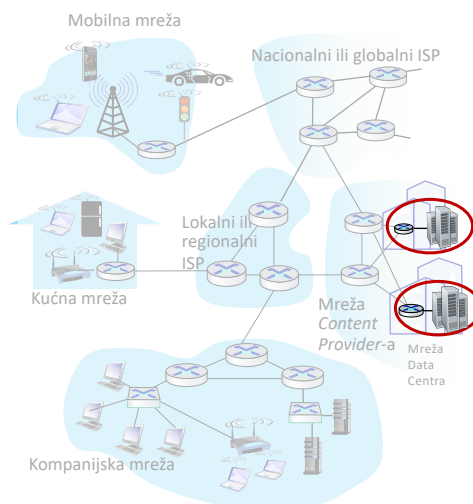 Mobilna mreža
Nacionalni ili globalni ISP
Lokalni ili
regionalni
ISP
Kućna mreža
Mreža
Content
Provider-a
Mreža
Data
Centra
Kompanijska mreža